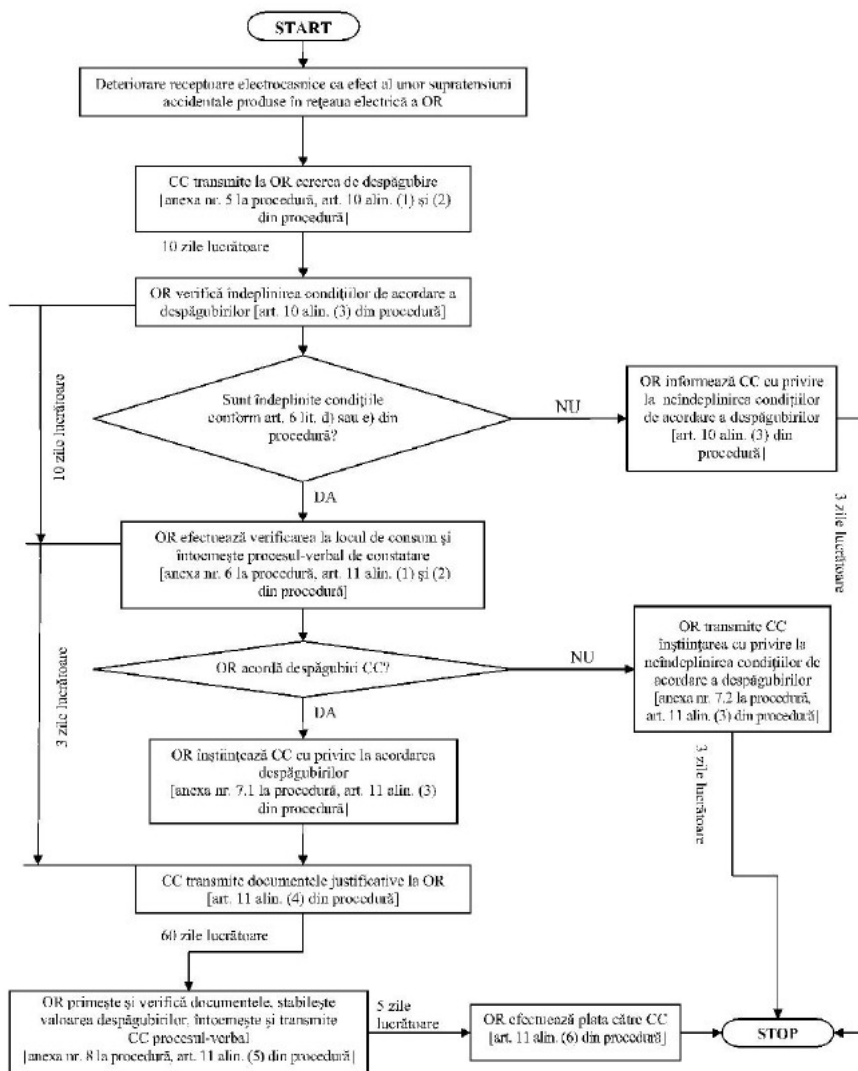 START
Deteriorare receptoare electrocasnice ca efect al unor supratensiuni
accidentale produse în rețeaua electrică a OR
CC transmite la OR cererea de despăgubire
[anexa nr. 5 la procedură, art. 10 alin. (1) și (2)
din procedură]
10 zile lucrătoare
OR verifică îndeplinirea condițiilor de acordare a
despăgubirilor [art. 10 alin. (3) din procedură]
10 zile lucrătoare
Sunt îndeplinite condițiile
conform art. 6 lit. d) sau e) din
procedură?
NU
OR informează CC cu privire
la neîndeplinirea condițiilor
de acordare a despăgubirilor
[art. 10 alin. (3) din
procedură]
3 zile lucrătoare
DA
OR efectuează verificarea la locul de consum și
întocmește procesul-verbal de constatare
[anexa nr. 6 la procedură, art. 11 alin. (1) și (2)
din procedură]
3 zile lucrătoare
OR acordă despăgubiri CC?
NU
OR transmite CC
înștiințarea cu privire la
neîndeplinirea condițiilor de
acordare a despăgubirilor
[anexa nr. 7.2 la procedură,
art. 11 alin. (3) din procedură]
3 zile lucrătoare
DA
OR înștiințează CC cu privire la acordarea
despăgubirilor
[anexa nr. 7.1 la procedură, art. 11 alin. (3)
din procedură]
CC transmite documentele justificative la OR
[art. 11 alin. (4) din procedură]
60 zile lucrătoare
OR primește și verifică documentele, stabilește
valoarea despăgubirilor, întocmește și transmite
CC procesul-verbal
[anexa nr. 8 la procedură, art. 11 alin. (5) din procedură]
5 zile
lucrătoare
OR efectuează plata către CC
[art. 11 alin. (6) din procedură]
STOP